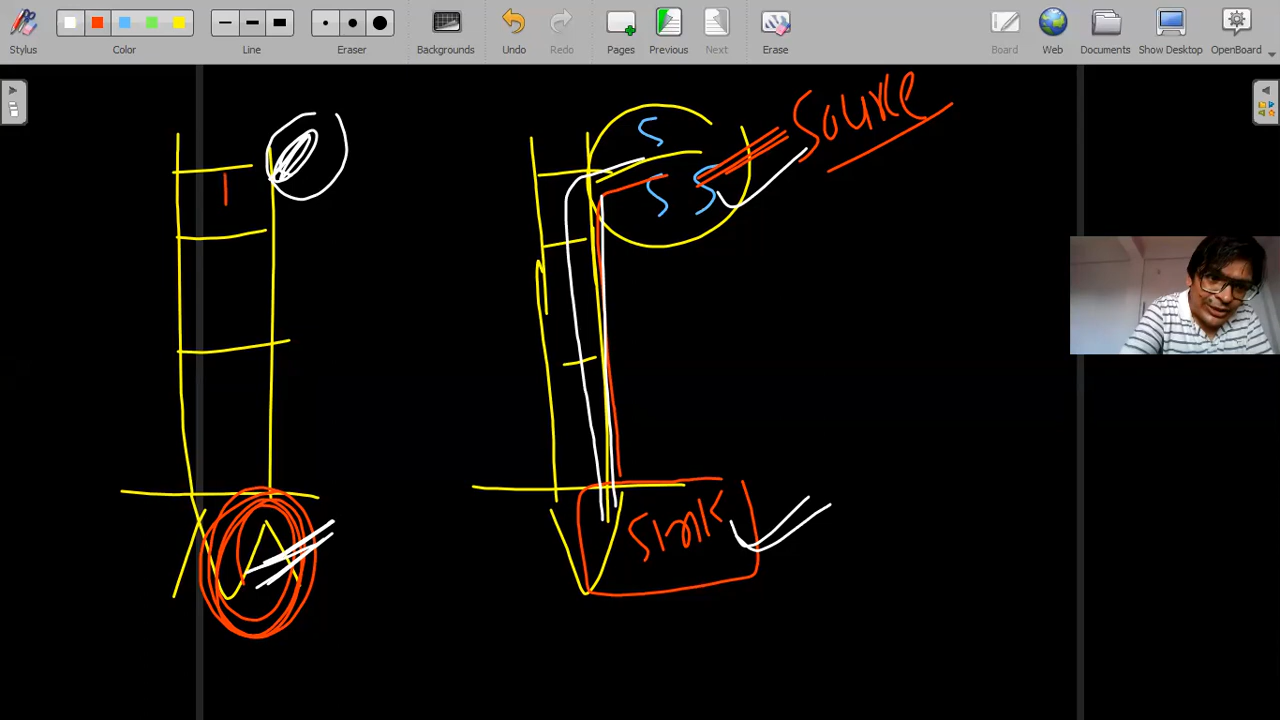 Stylus
Color
Line
Eraser
Backgrounds
Undo
Redo
Pages
Previous
Next
Erase
Board
Web
Documents
Show Desktop
OpenBoard
Source
S
S S
1
Sink